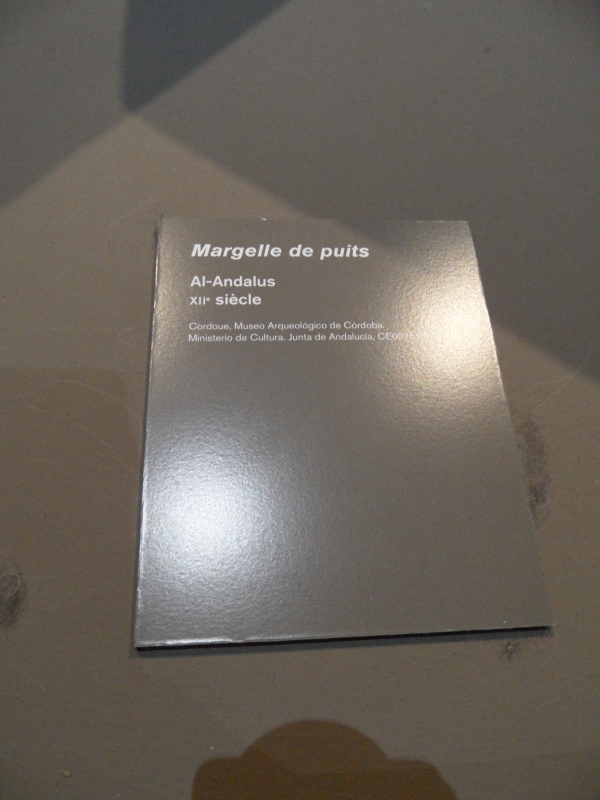 Margelle de puits
Al-Andalus
XIIe siècle
Cordoue, Museo Arqueológico de Córdoba.
Ministerio de Cultura. Junta de Andalucía,